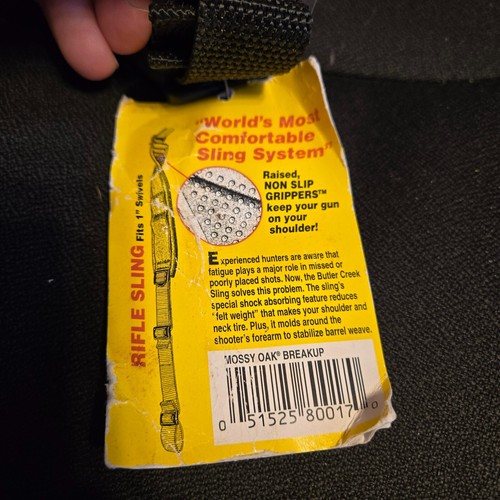 "World's Most
Comfortable
Sling System"
Raised,
NON SLIP
GRIPPERS™
keep your gun
on your
shoulder!
RIFLE SLING Fits 1" Swivels
Experienced hunters are aware that
fatigue plays a major role in missed or
poorly placed shots. Now, the Butler Creek
Sling solves this problem. The sling's
special shock absorbing feature reduces
"felt weight" that makes your shoulder and
neck tire. Plus, it molds around the
shooter's forearm to stabilize barrel weave.
MOSSY OAK® BREAKUP
0 51525 80017 0